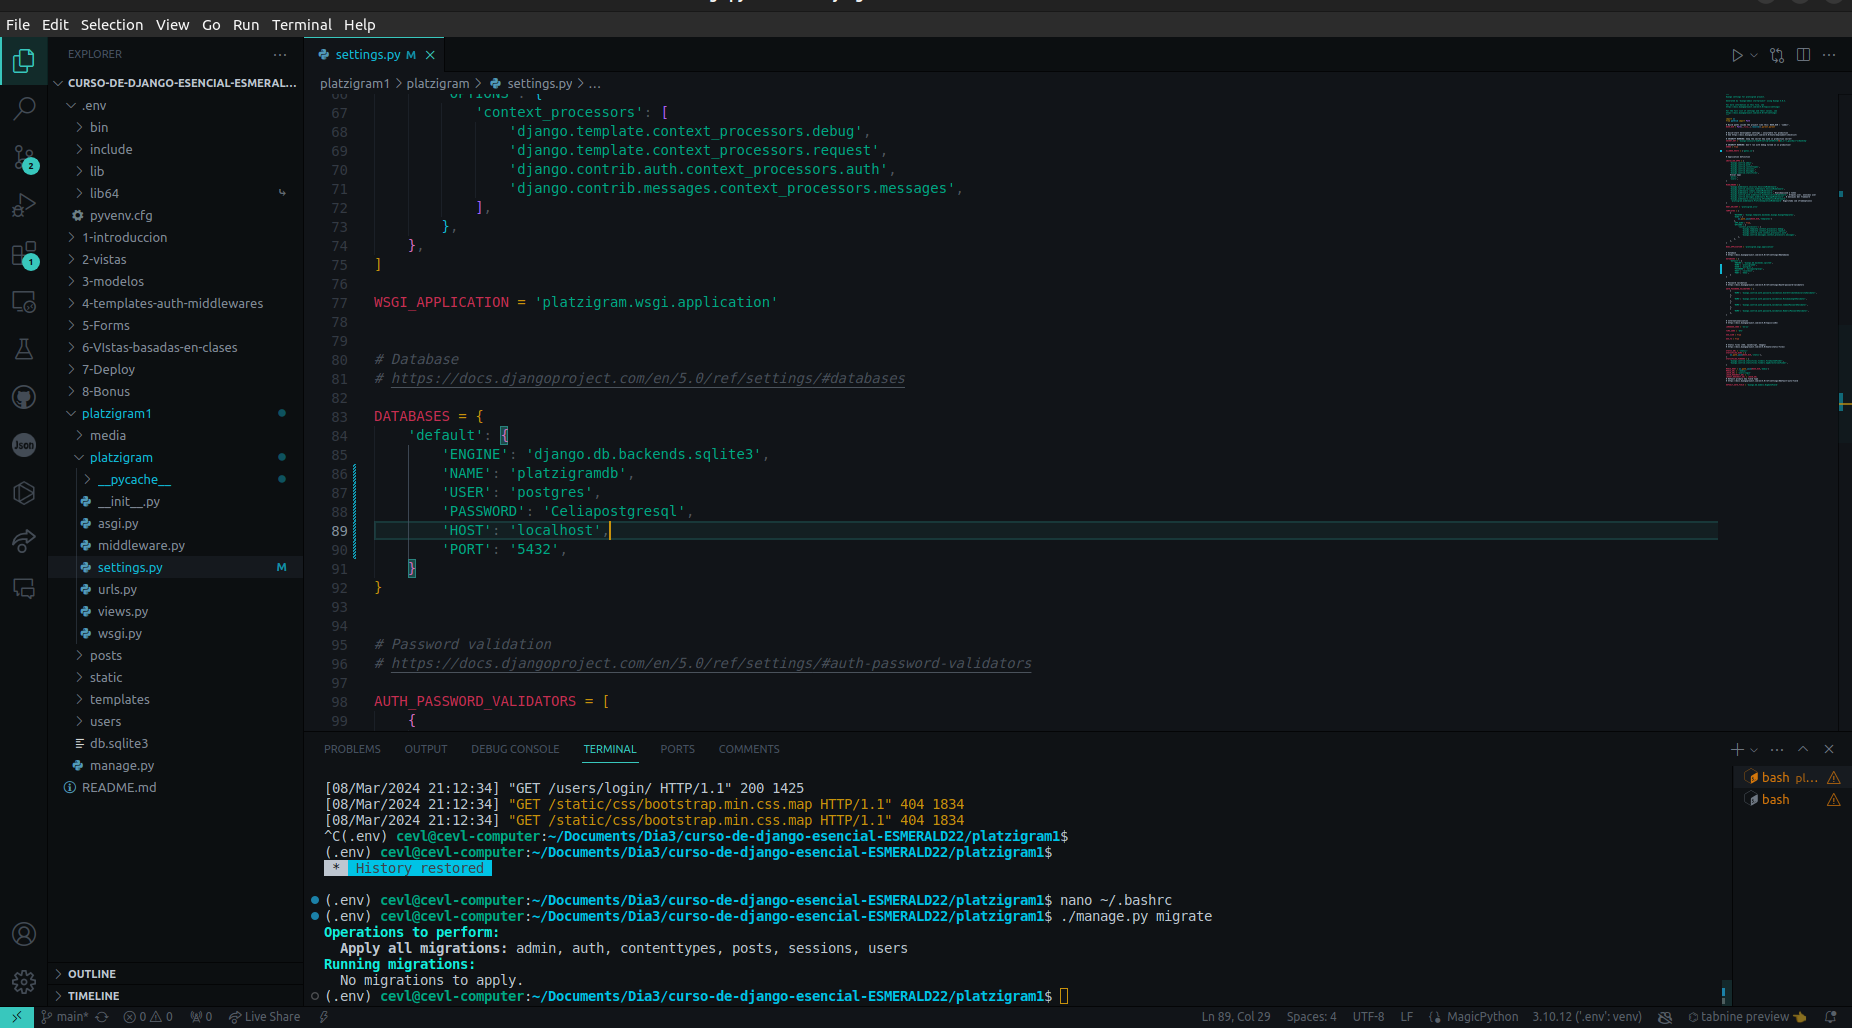 File Edit Selection View Go Run Terminal Help
EXPLORER
CURSO-DE-DJANGO-ESENCIAL-ESMERAL...
.env
bin
include
lib
lib64
pyvenv.cfg
1-introduccion
2-vistas
3-modelos
4-templates-auth-middlewares
5-Forms
6-VIstas-basadas-en-clases
7-Deploy
8-Bonus
platzigram1
media
platzigram
__pycache__
__init__.py
asgi.py
middleware.py
settings.py M
urls.py
views.py
wsgi.py
posts
static
templates
users
db.sqlite3
manage.py
README.md
OUTLINE
TIMELINE
2
1
Json
settings.py M
platzigram1 > platzigram > settings.py > ...
66 'OPTIONS': {
67 'context_processors': [
68 'django.template.context_processors.debug',
69 'django.template.context_processors.request',
70 'django.contrib.auth.context_processors.auth',
71 'django.contrib.messages.context_processors.messages',
72 ],
73 },
74 },
75 ]
76
77 WSGI_APPLICATION = 'platzigram.wsgi.application'
78
79
80 # Database
81 # https://docs.djangoproject.com/en/5.0/ref/settings/#databases
82
83 DATABASES = {
84 'default': {
85 'ENGINE': 'django.db.backends.sqlite3',
86 'NAME': 'platzigramdb',
87 'USER': 'postgres',
88 'PASSWORD': 'Celiapostgresql',
89 'HOST': 'localhost',
90 'PORT': '5432',
91 }
92 }
93
94
95 # Password validation
96 # https://docs.djangoproject.com/en/5.0/ref/settings/#auth-password-validators
97
98 AUTH_PASSWORD_VALIDATORS = [
99 {
PROBLEMS OUTPUT DEBUG CONSOLE TERMINAL PORTS COMMENTS
[08/Mar/2024 21:12:34] "GET /users/login/ HTTP/1.1" 200 1425
[08/Mar/2024 21:12:34] "GET /static/css/bootstrap.min.css.map HTTP/1.1" 404 1834
[08/Mar/2024 21:12:34] "GET /static/css/bootstrap.min.css.map HTTP/1.1" 404 1834
^C(.env) cevl@cevl-computer:~/Documents/Dia3/curso-de-django-esencial-ESMERALD22/platzigram1$
(.env) cevl@cevl-computer:~/Documents/Dia3/curso-de-django-esencial-ESMERALD22/platzigram1$
* History restored
(.env) cevl@cevl-computer:~/Documents/Dia3/curso-de-django-esencial-ESMERALD22/platzigram1$ nano ~/.bashrc
(.env) cevl@cevl-computer:~/Documents/Dia3/curso-de-django-esencial-ESMERALD22/platzigram1$ ./manage.py migrate
Operations to perform:
Apply all migrations: admin, auth, contenttypes, posts, sessions, users
Running migrations:
No migrations to apply.
(.env) cevl@cevl-computer:~/Documents/Dia3/curso-de-django-esencial-ESMERALD22/platzigram1$
bash pl...
bash
main* 0 0 0 Live Share
Ln 89, Col 29 Spaces: 4 UTF-8 LF MagicPython 3.10.12 ('.env': venv) tabnine preview